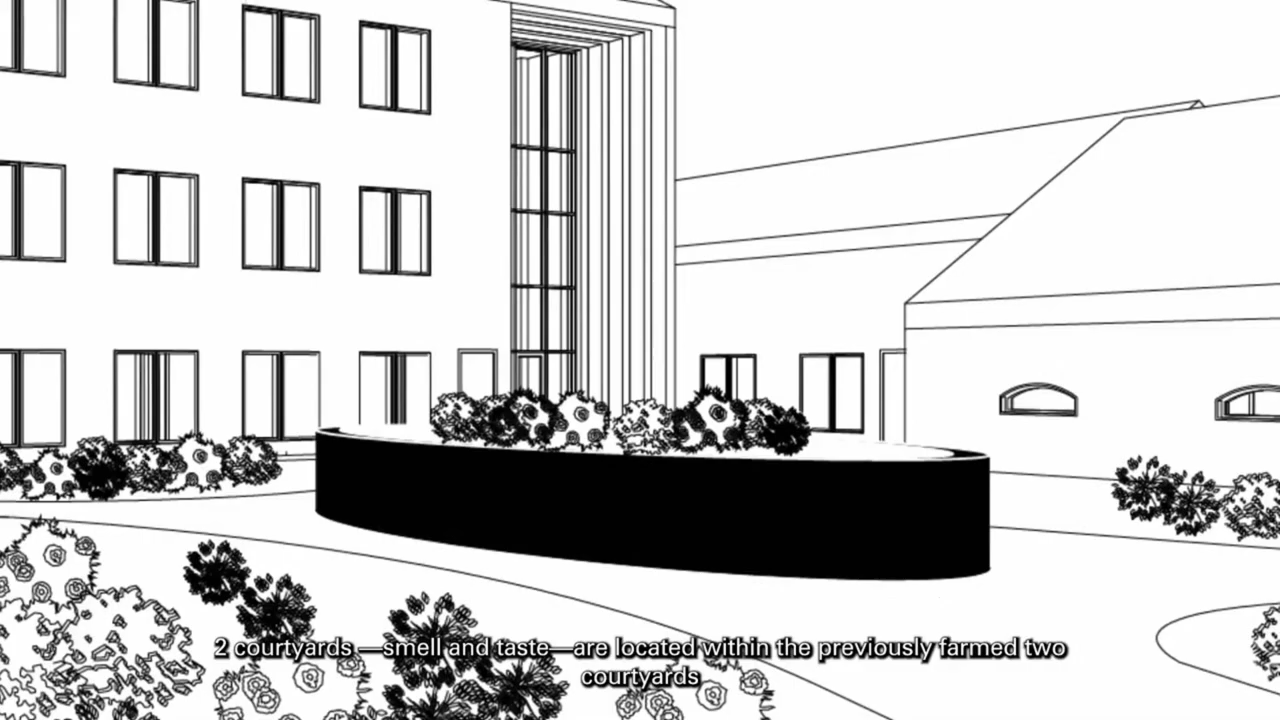 2 courtyards —smell and taste—are located within the previously farmed two
courtyards